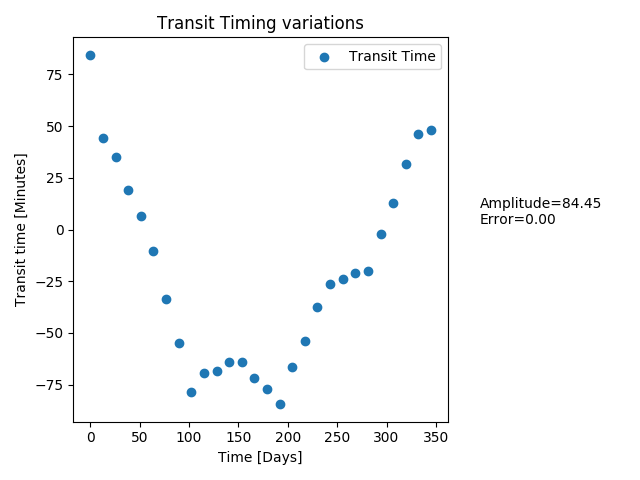 Transit Timing variations
Transit Time
Transit time [Minutes]
75
50
25
0
−25
−50
−75
0
50
100
150
200
250
300
350
Time [Days]
Amplitude=84.45
Error=0.00